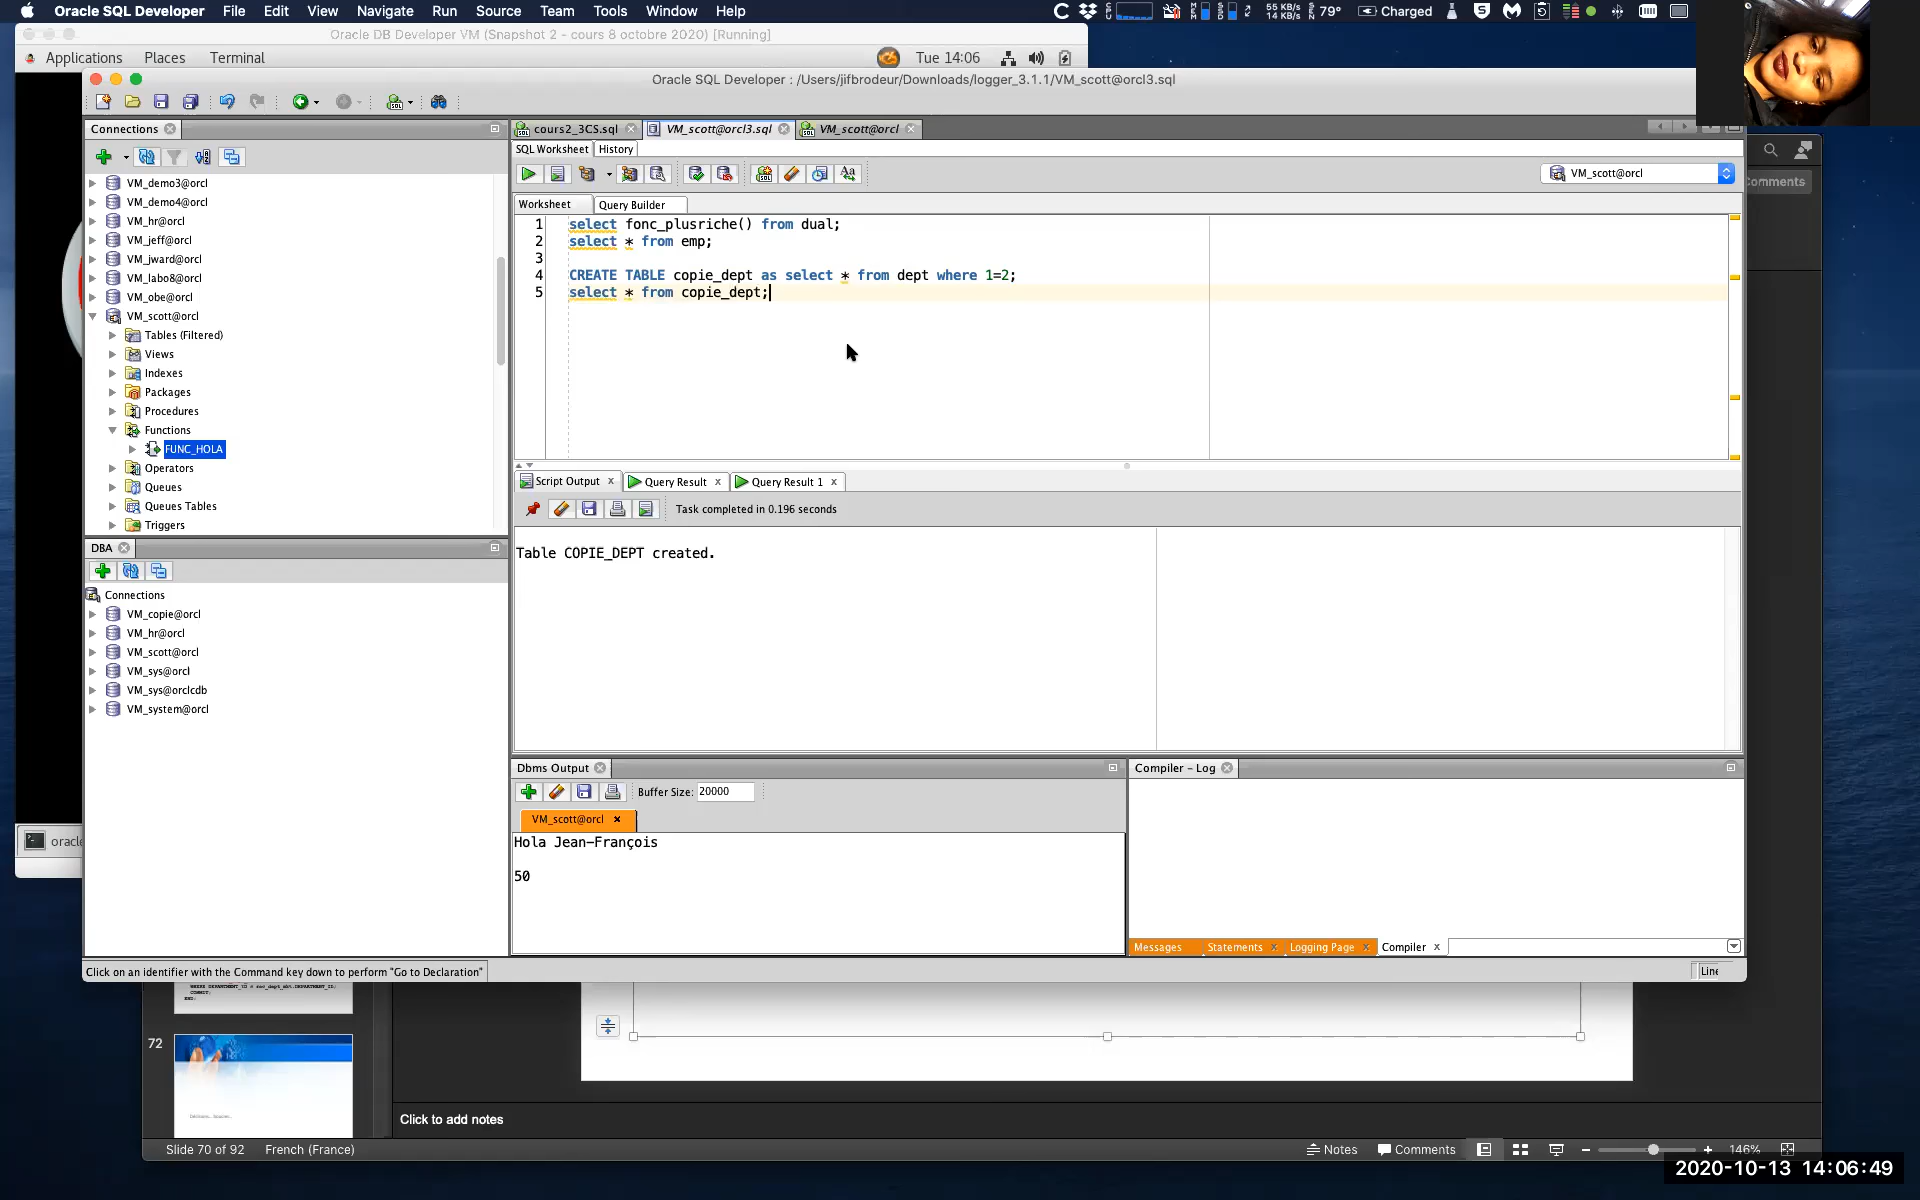 Oracle SQL Developer File Edit View Navigate Run Source Team Tools Window Help
55 KB/s
14 KB/s
79° Charged
Oracle DB Developer VM (Snapshot 2 - cours 8 octobre 2020) [Running]
Applications Places Terminal Tue 14:06
Oracle SQL Developer : /Users/jifbrodeur/Downloads/logger_3.1.1/VM_scott@orcl3.sql
Connections
cours2_3CS.sql VM_scott@orcl3.sql VM_scott@orcl
SQL Worksheet History
VM_scott@orcl
Worksheet Query Builder
VM_demo3@orcl
VM_demo4@orcl
VM_hr@orcl
VM_jeff@orcl
VM_jward@orcl
VM_labo8@orcl
VM_obe@orcl
VM_scott@orcl
Tables (Filtered)
Views
Indexes
Packages
Procedures
Functions
FUNC_HOLA
Operators
Queues
Queues Tables
Triggers
1 select fonc_plusriche() from dual;
2 select * from emp;
3
4 CREATE TABLE copie_dept as select * from dept where 1=2;
5 select * from copie_dept;
Script Output Query Result Query Result 1
Task completed in 0.196 seconds
Table COPIE_DEPT created.
DBA
Connections
VM_copie@orcl
VM_hr@orcl
VM_scott@orcl
VM_sys@orcl
VM_sys@orclcdb
VM_system@orcl
Dbms Output
Buffer Size: 20000
VM_scott@orcl
Hola Jean-François
50
Compiler - Log
Messages Statements Logging Page Compiler
Click on an identifier with the Command key down to perform "Go to Declaration"
Line
oracle
omments
COMMIT;
END;
72
Click to add notes
Slide 70 of 92 French (France) Notes Comments 146%
2020-10-13 14:06:49